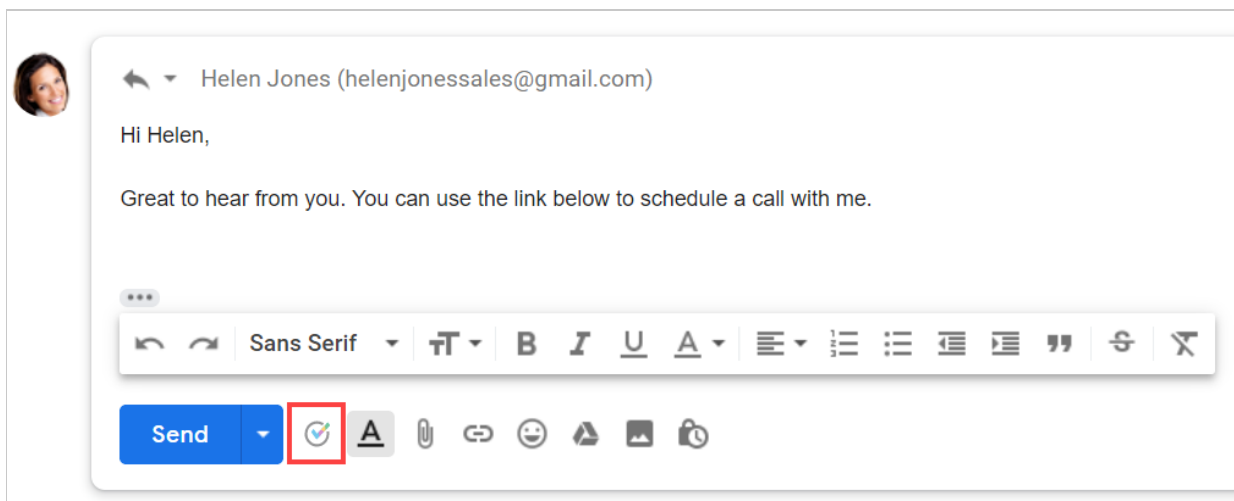 Helen Jones (helenjonessales@gmail.com)
Hi Helen,
Great to hear from you. You can use the link below to schedule a call with me.
Sans Serif
Send